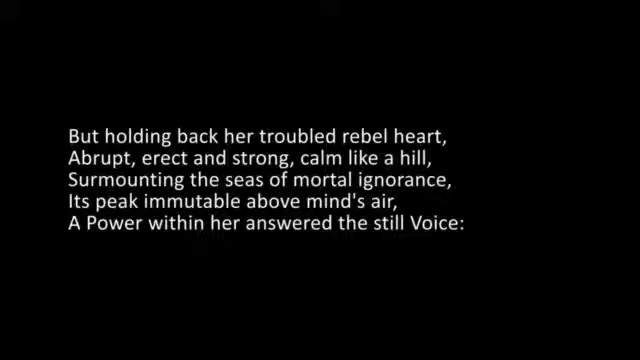 But holding back her troubled rebel heart,
Abrupt, erect and strong, calm like a hill,
Surmounting the seas of mortal ignorance,
Its peak immutable above mind's air,
A Power within her answered the still Voice: